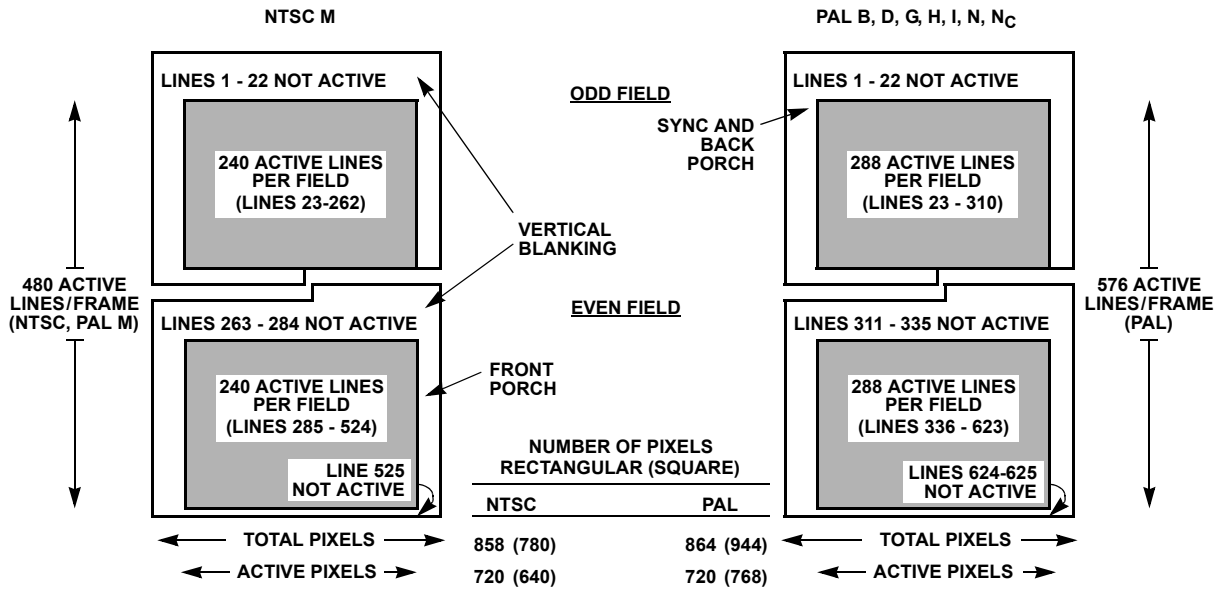 NTSC M
LINES 1 - 22 NOT ACTIVE
240 ACTIVE LINES
PER FIELD
(LINES 23-262)
480 ACTIVE
LINES/FRAME
(NTSC, PAL M)
LINES 263 - 284 NOT ACTIVE
240 ACTIVE LINES
PER FIELD
(LINES 285 - 524)
LINE 525
NOT ACTIVE
TOTAL PIXELS
ACTIVE PIXELS
ODD FIELD
SYNC AND
BACK
PORCH
VERTICAL
BLANKING
EVEN FIELD
FRONT
PORCH
NUMBER OF PIXELS
RECTANGULAR (SQUARE)
NTSC PAL
858 (780) 864 (944)
720 (640) 720 (768)
PAL B, D, G, H, I, N, NC
LINES 1 - 22 NOT ACTIVE
288 ACTIVE LINES
PER FIELD
(LINES 23 - 310)
576 ACTIVE
LINES/FRAME
(PAL)
LINES 311 - 335 NOT ACTIVE
288 ACTIVE LINES
PER FIELD
(LINES 336 - 623)
LINES 624-625
NOT ACTIVE
TOTAL PIXELS
ACTIVE PIXELS